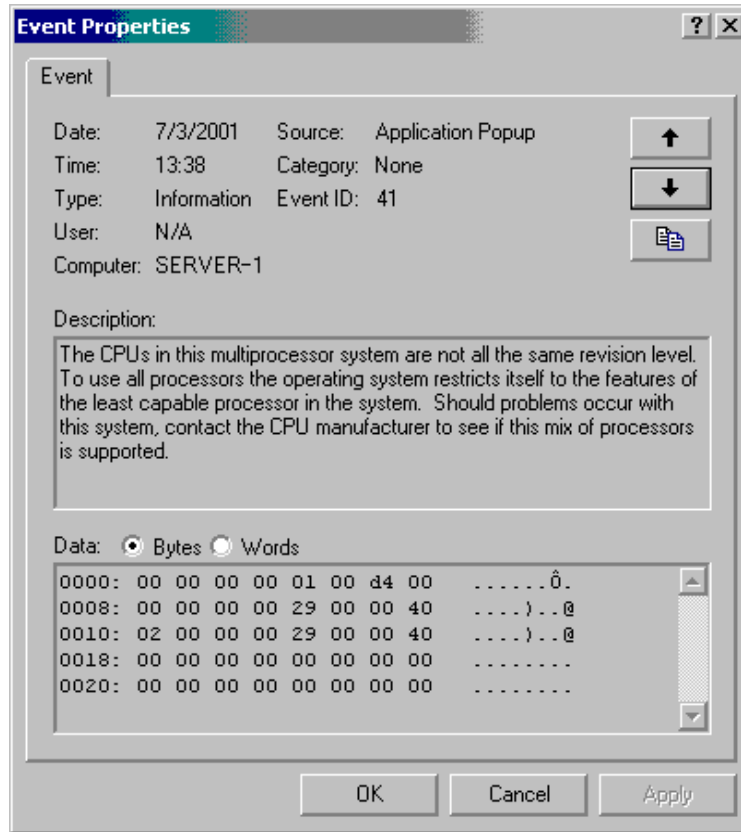 Event Properties
Event
Date: 7/3/2001 Source: Application Popup
Time: 13:38 Category: None
Type: Information Event ID: 41
User: N/A
Computer: SERVER-1
Description:
The CPUs in this multiprocessor system are not all the same revision level.
To use all processors the operating system restricts itself to the features of
the least capable processor in the system. Should problems occur with
this system, contact the CPU manufacturer to see if this mix of processors
is supported.
Data: Bytes Words
0000: 00 00 00 00 01 00 d4 00 ......Ô.
0008: 00 00 00 00 29 00 00 40 ....)..@
0010: 02 00 00 00 29 00 00 40 ....)..@
0018: 00 00 00 00 00 00 00 00 ........
0020: 00 00 00 00 00 00 00 00 ........
OK Cancel Apply